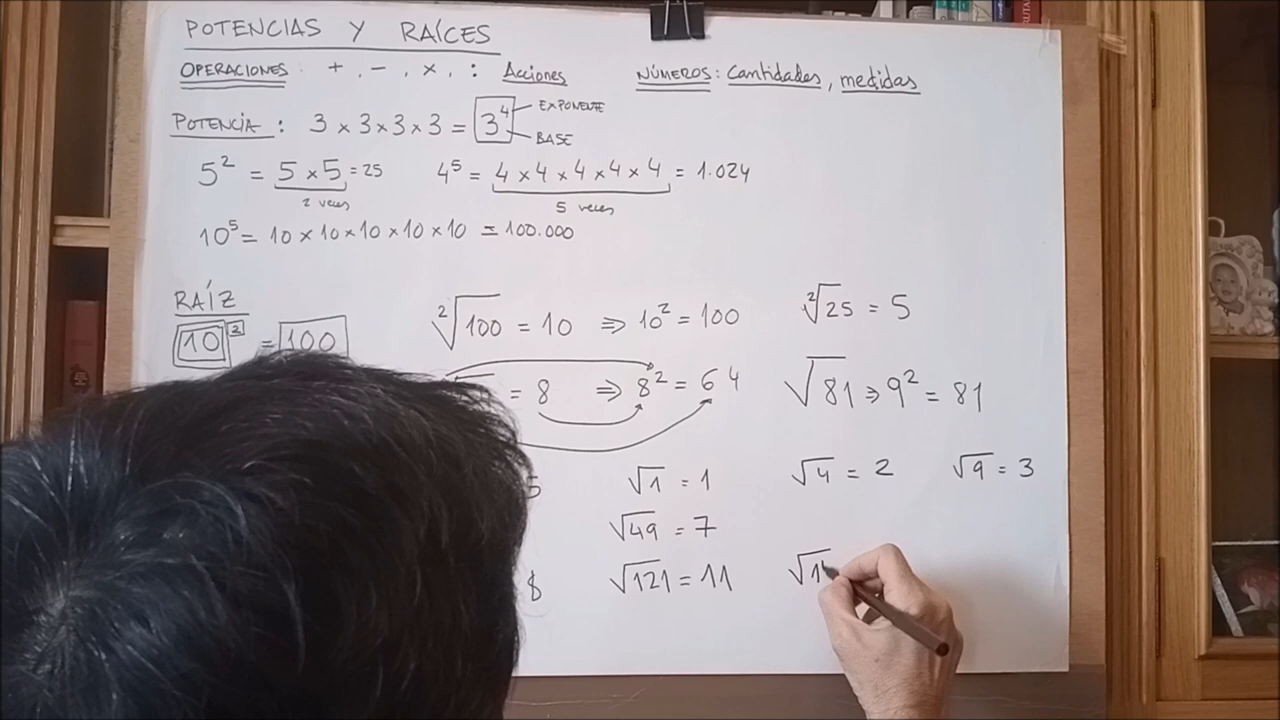 POTENCIAS Y RAÍCES
OPERACIONES: + , - , × , : Acciones NÚMEROS: Cantidades, medidas
POTENCIA: 3 × 3 × 3 × 3 = 3⁴ EXPONENTE
BASE
5² = 5 × 5 = 25 4⁵ = 4 × 4 × 4 × 4 × 4 = 1.024
2 veces 5 veces
10⁵ = 10 × 10 × 10 × 10 × 10 = 100.000
RAÍZ
10² = 100 ²√100 = 10 ⇒ 10² = 100 ²√25 = 5
= 8 ⇒ 8² = 64 √81 ⇒ 9² = 81
5 √1 = 1 √4 = 2 √9 = 3
√49 = 7
√121 = 11 √1